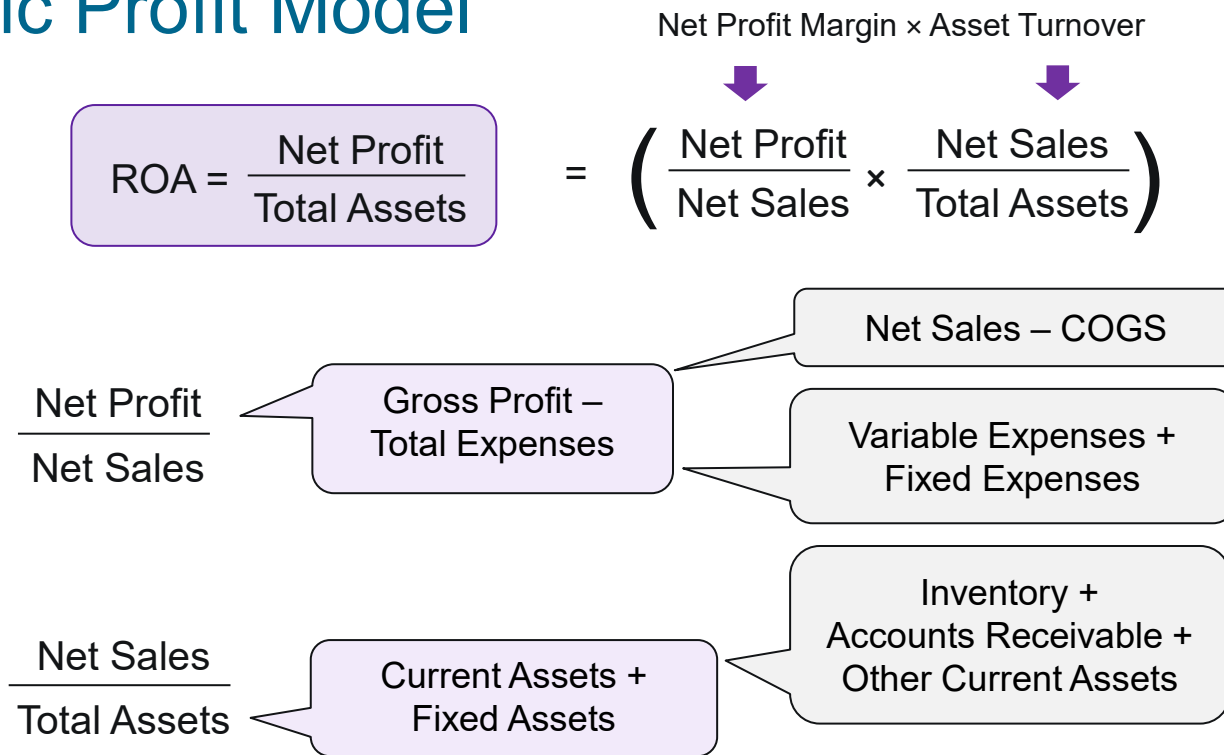 ic Profit Model
Net Profit Margin × Asset Turnover
ROA = Net Profit
Total Assets
= ( Net Profit
Net Sales
× Net Sales
Total Assets )
Net Profit
Net Sales
Gross Profit –
Total Expenses
Net Sales – COGS
Variable Expenses +
Fixed Expenses
Net Sales
Total Assets
Current Assets +
Fixed Assets
Inventory +
Accounts Receivable +
Other Current Assets